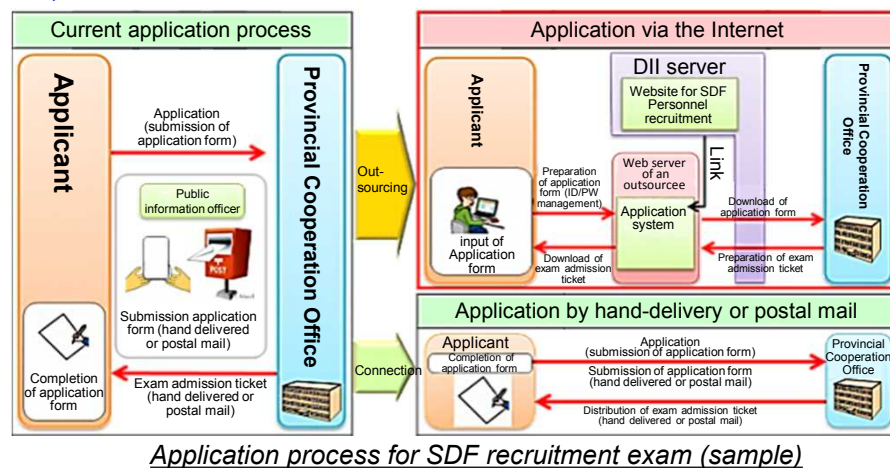 Current application process
Applicant
Provincial Cooperation Office
Application
(submission of
application form)
Public
information officer
POST
Submission application
form (hand delivered
or postal mail)
Completion
of application
form
Exam admission ticket
(hand delivered or
postal mail)
Out-
sourcing
Connection
Application via the Internet
Applicant
input of
Application
form
Preparation
of application
form (ID/PW
management)
Download of
exam admission
ticket
DII server
Website for SDF
Personnel
recruitment
Link
Web server
of an
outsourcee
Application
system
Download of
application form
Preparation of exam
admission ticket
Provincial Cooperation
Office
Application by hand-delivery or postal mail
Applicant
Completion of
application form
Application
(submission of application form)
Submission of application form
(hand delivered or postal mail)
Distribution of exam admission ticket
(hand delivered or postal mail)
Provincial
Cooperation
Office
Application process for SDF recruitment exam (sample)